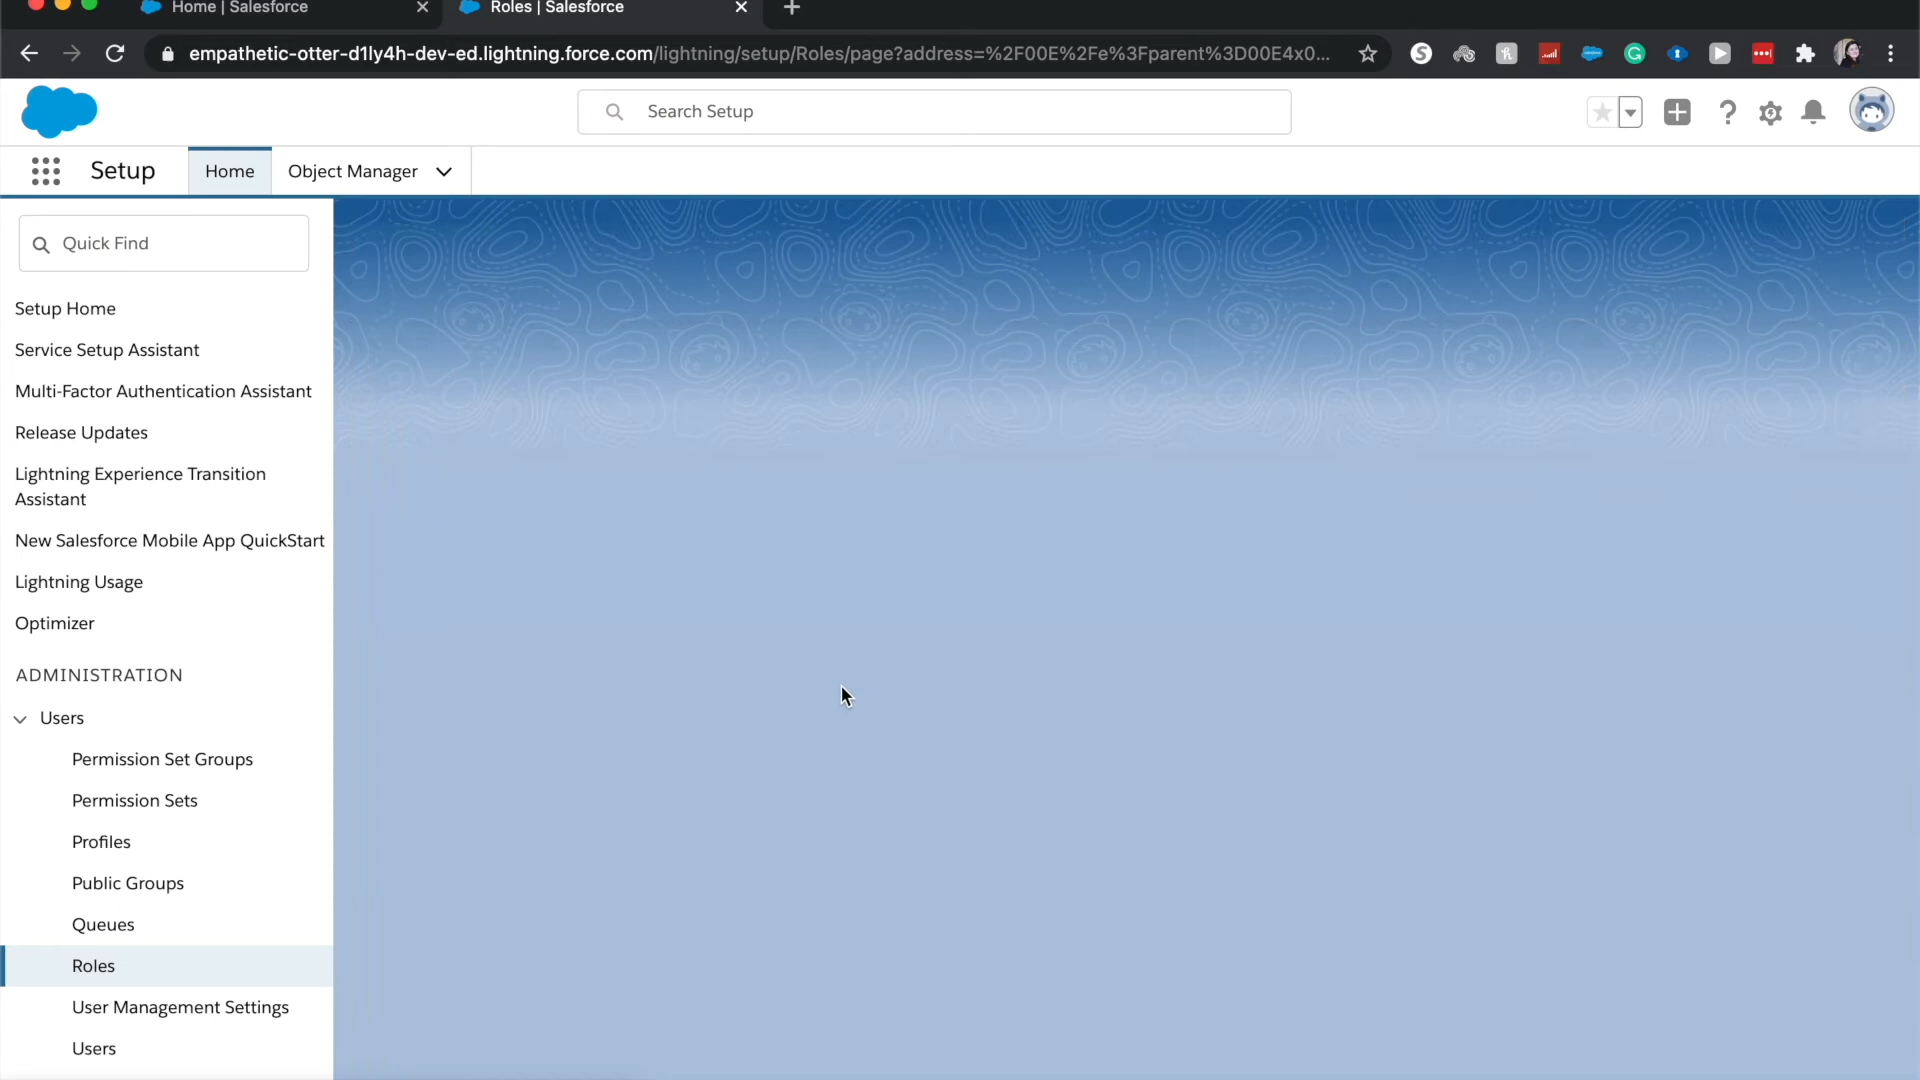 Home | Salesforce
Roles | Salesforce
empathetic-otter-d1ly4h-dev-ed.lightning.force.com/lightning/setup/Roles/page?address=%2F00E%2Fe%3Fparent%3D00E4x0...
Search Setup
Setup
Home
Object Manager
Quick Find
Setup Home
Service Setup Assistant
Multi-Factor Authentication Assistant
Release Updates
Lightning Experience Transition
Assistant
New Salesforce Mobile App QuickStart
Lightning Usage
Optimizer
ADMINISTRATION
Users
Permission Set Groups
Permission Sets
Profiles
Public Groups
Queues
Roles
User Management Settings
Users